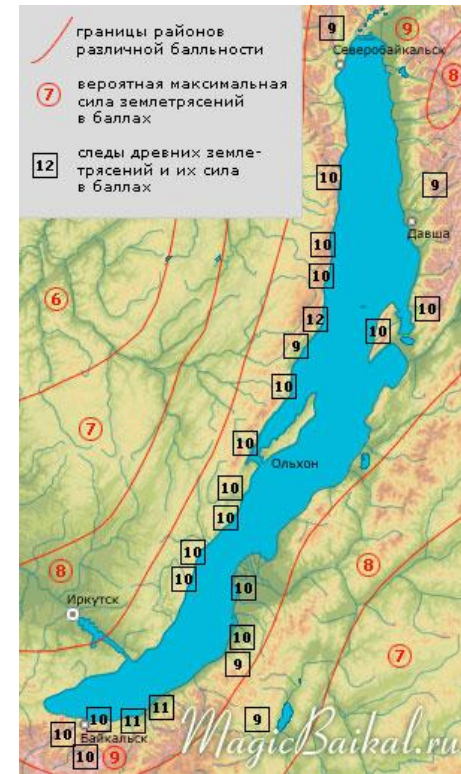 границы районов
различной балльности
7
вероятная максимальная
сила землетрясений
в баллах
12
следы древних земле-
трясений и их сила
в баллах
9
9
Северобайкальск
8
10
9
Давша
10
10
6
10
12
10
9
10
7
10
Ольхон
10
10
10
8
8
10
10
Иркутск
10
7
9
11
10
11
9
10
Байкальск
10
9
MagicBaikal.ru